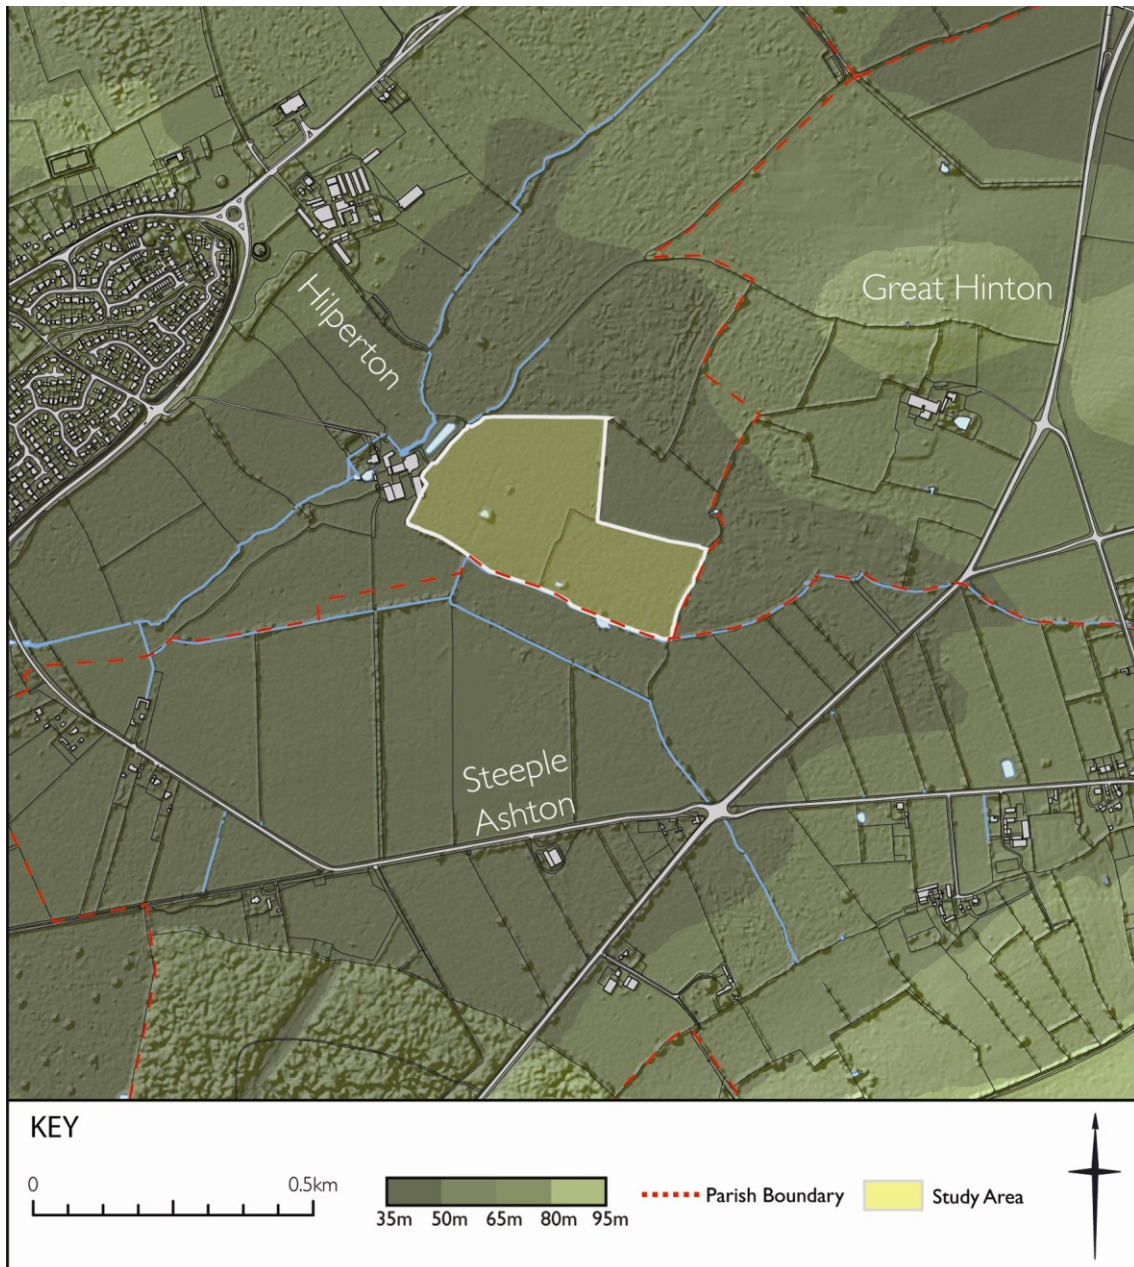 Hilperton
Great Hinton
Steeple
Ashton
KEY
0 0.5km
35m 50m 65m 80m 95m
Parish Boundary
Study Area